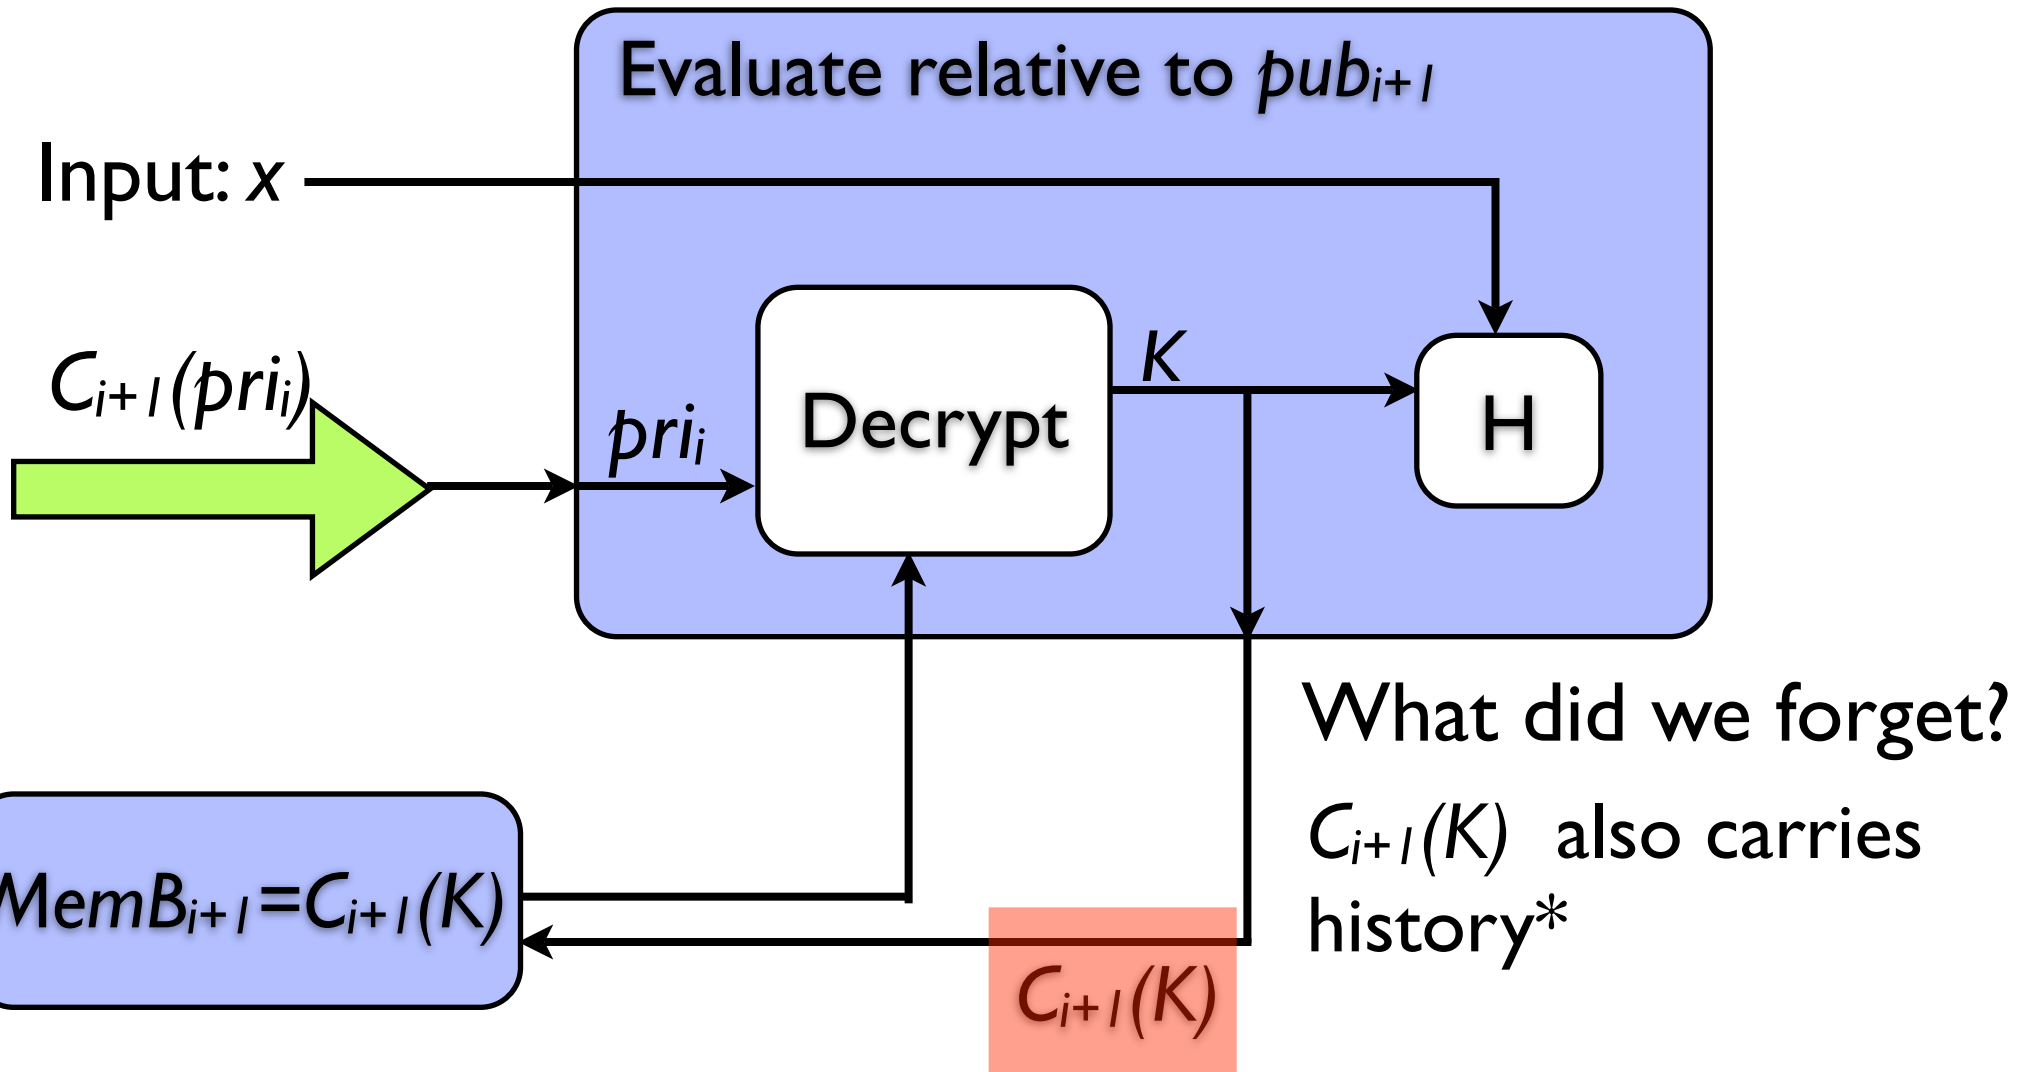 Evaluate relative to pubᵢ₊₁
Input: x
Cᵢ₊₁(priᵢ)
priᵢ
Decrypt
K
H
What did we forget?
Cᵢ₊₁(K) also carries
history*
MemBᵢ₊₁=Cᵢ₊₁(K)
Cᵢ₊₁(K)